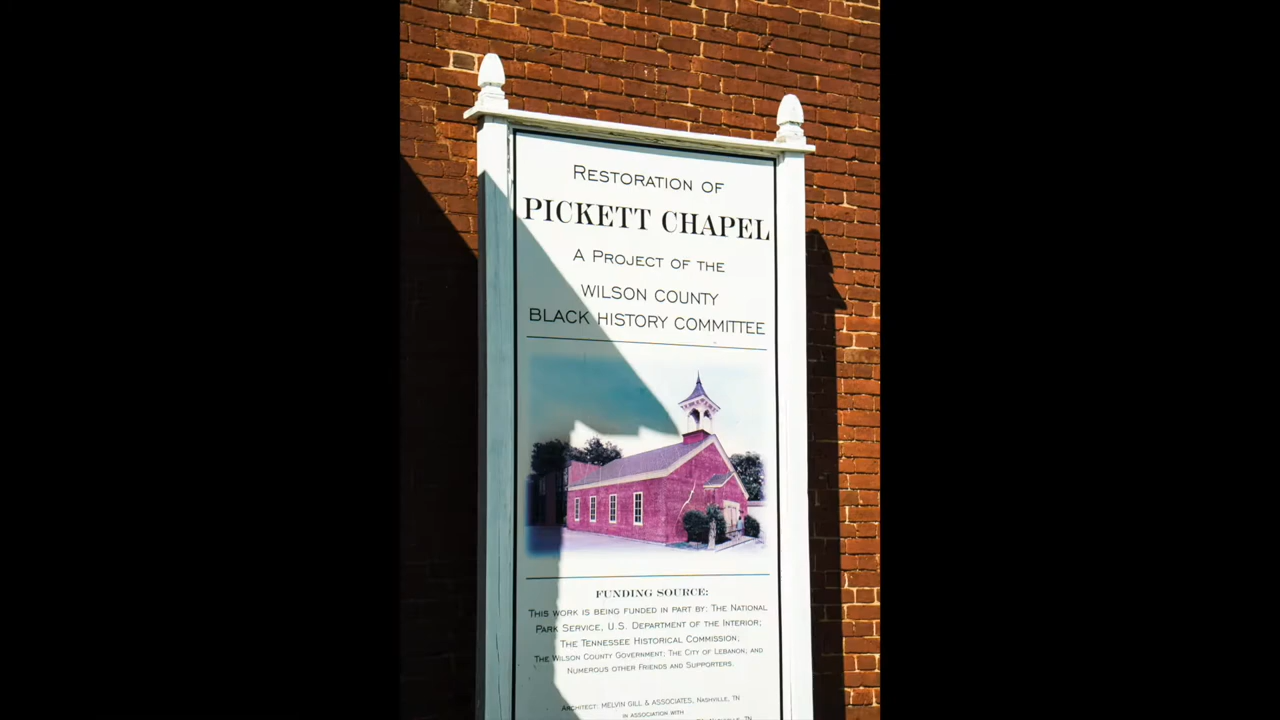 RESTORATION OF
PICKETT CHAPEL
A PROJECT OF THE
WILSON COUNTY
BLACK HISTORY COMMITTEE
FUNDING SOURCE:
THIS WORK IS BEING FUNDED IN PART BY: THE NATIONAL
PARK SERVICE, U.S. DEPARTMENT OF THE INTERIOR;
THE TENNESSEE HISTORICAL COMMISSION;
THE WILSON COUNTY GOVERNMENT; THE CITY OF LEBANON, AND
NUMEROUS OTHER FRIENDS AND SUPPORTERS.
ARCHITECT: MELVIN GILL & ASSOCIATES, NASHVILLE, TN
IN ASSOCIATION WITH
NASHVILLE, TN